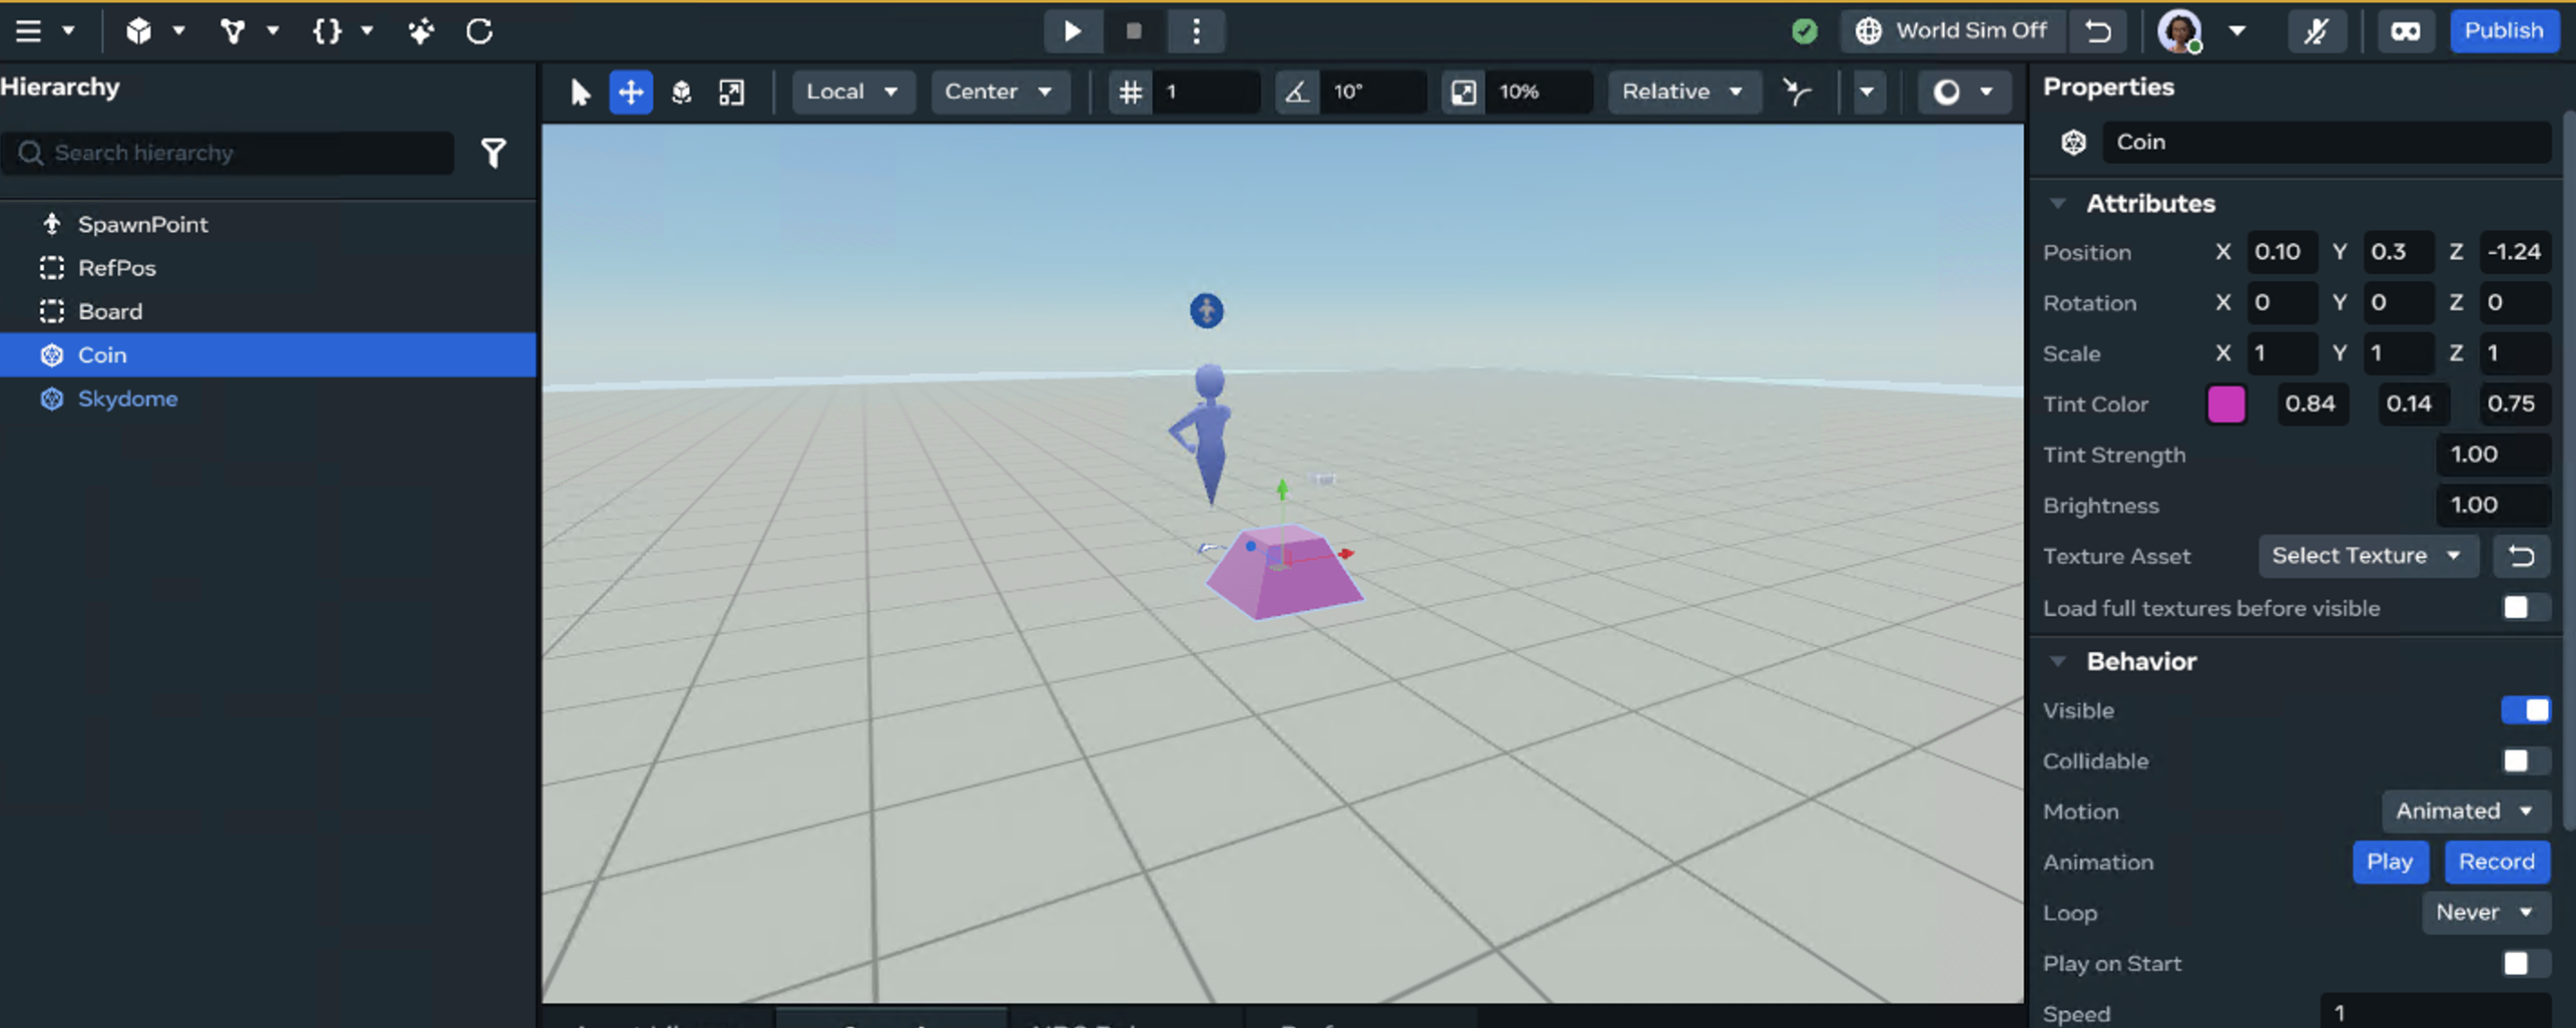 World Sim Off
Publish
Hierarchy
Search hierarchy
SpawnPoint
RefPos
Board
Coin
Skydome
Local
Center
1
10°
10%
Relative
Properties
Coin
Attributes
Position X 0.10 Y 0.3 Z -1.24
Rotation X 0 Y 0 Z 0
Scale X 1 Y 1 Z 1
Tint Color 0.84 0.14 0.75
Tint Strength 1.00
Brightness 1.00
Texture Asset Select Texture
Load full textures before visible
Behavior
Visible
Collidable
Motion Animated
Animation Play Record
Loop Never
Play on Start
Speed 1